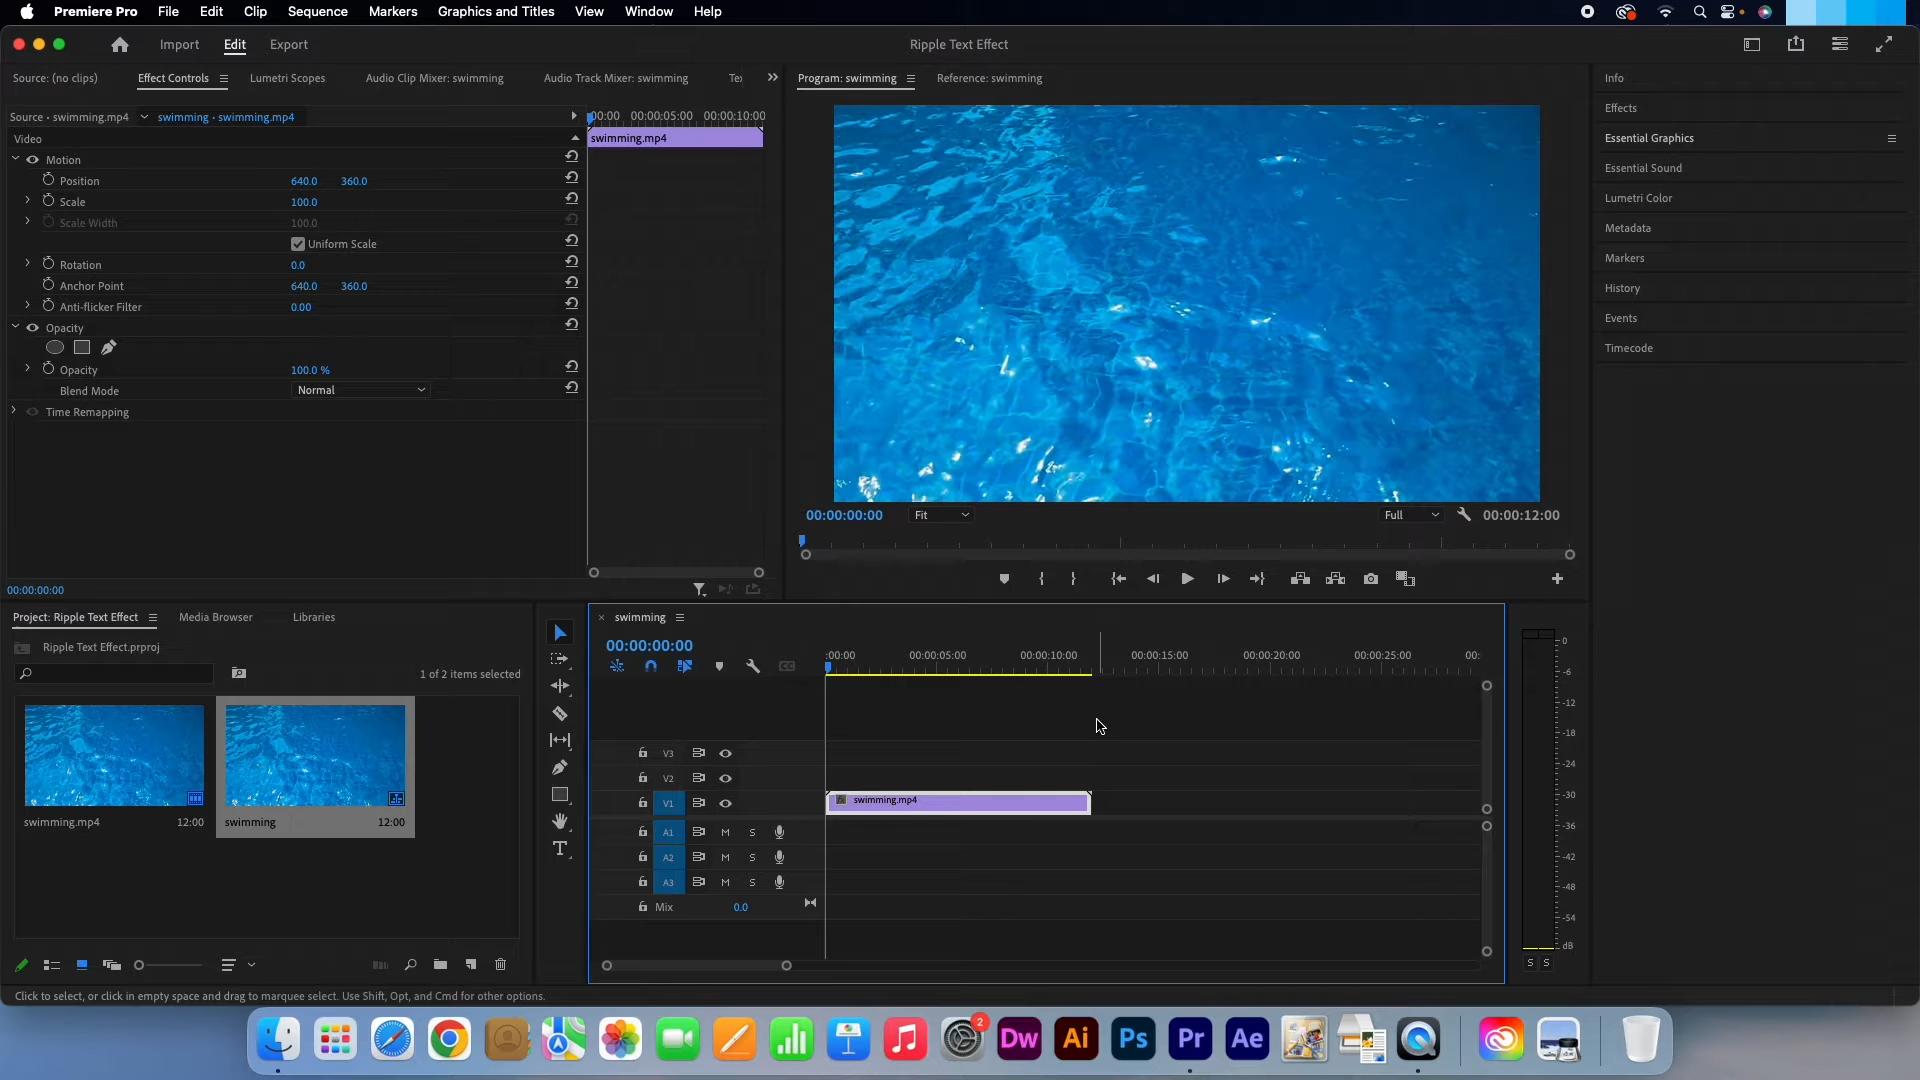 Premiere Pro File Edit Clip Sequence Markers Graphics and Titles View Window Help
Import Edit Export
Ripple Text Effect
Source: (no clips) Effect Controls Lumetri Scopes Audio Clip Mixer: swimming Audio Track Mixer: swimming Te
Program: swimming Reference: swimming
Source • swimming.mp4 swimming • swimming.mp4
00:00 00:00:05:00 00:00:10:00
swimming.mp4
Video
Motion
Position 640.0 360.0
Scale 100.0
Scale Width 100.0
Uniform Scale
Rotation 0.0
Anchor Point 640.0 360.0
Anti-flicker Filter 0.00
Opacity
Opacity 100.0 %
Blend Mode Normal
Time Remapping
00:00:00:00
00:00:00:00 Fit Full 00:00:12:00
Info
Effects
Essential Graphics
Essential Sound
Lumetri Color
Metadata
Markers
History
Events
Timecode
Project: Ripple Text Effect Media Browser Libraries
Ripple Text Effect.prproj
1 of 2 items selected
swimming.mp4 12:00 swimming 12:00
swimming
00:00:00:00
:00:00 00:00:05:00 00:00:10:00 00:00:15:00 00:00:20:00 00:00:25:00 00:
CC
V3
V2
V1 swimming.mp4
A1 M S
A2 M S
A3 M S
Mix 0.0
0
-6
-12
-18
-24
-30
-36
-42
-48
-54
dB
S S
T
Click to select, or click in empty space and drag to marquee select. Use Shift, Opt, and Cmd for other options.
2
Dw Ai Ps Pr Ae